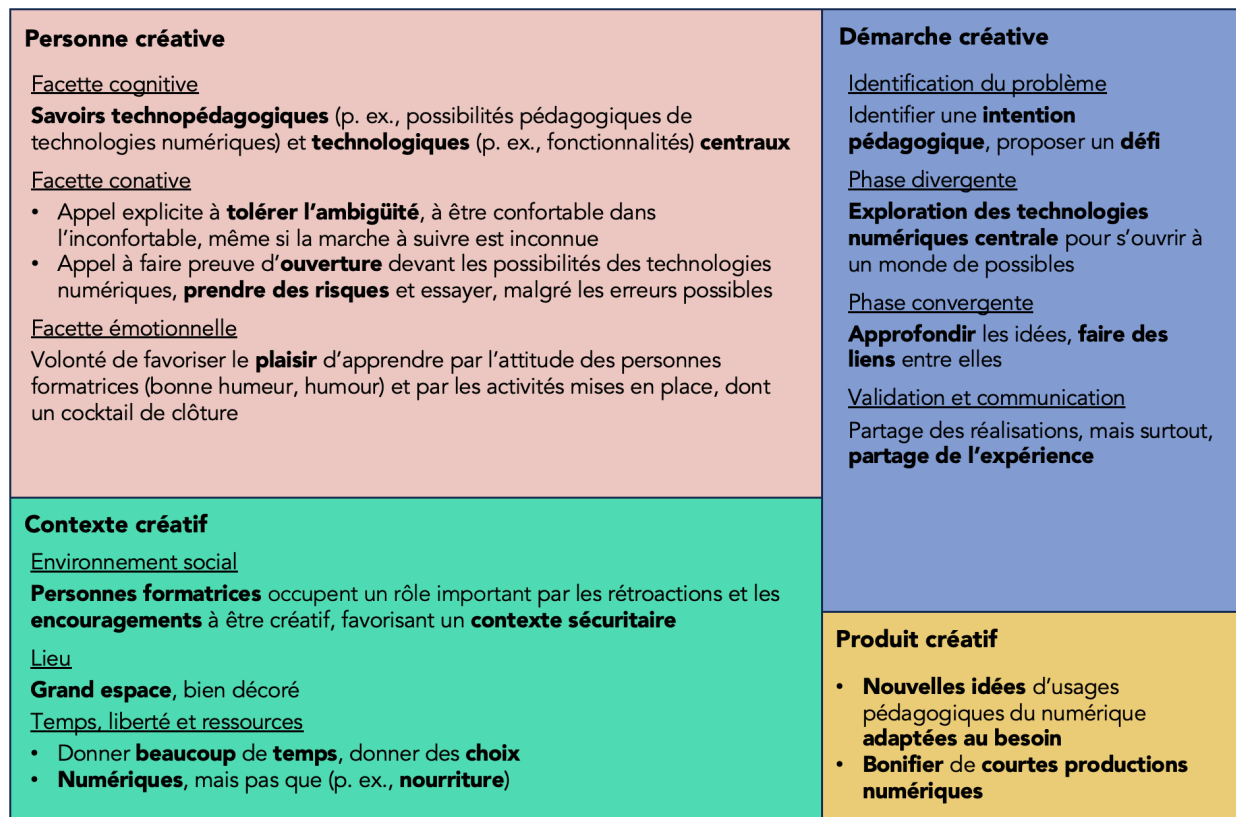 Personne créative
Facette cognitive
Savoirs technopédagogiques (p. ex., possibilités pédagogiques de
technologies numériques) et technologiques (p. ex., fonctionnalités) centraux
Facette conative
• Appel explicite à tolérer l'ambigüité, à être confortable dans
l'inconfortable, même si la marche à suivre est inconnue
• Appel à faire preuve d'ouverture devant les possibilités des technologies
numériques, prendre des risques et essayer, malgré les erreurs possibles
Facette émotionnelle
Volonté de favoriser le plaisir d'apprendre par l'attitude des personnes
formatrices (bonne humeur, humour) et par les activités mises en place, dont
un cocktail de clôture
Démarche créative
Identification du problème
Identifier une intention
pédagogique, proposer un défi
Phase divergente
Exploration des technologies
numériques centrale pour s'ouvrir à
un monde de possibles
Phase convergente
Approfondir les idées, faire des
liens entre elles
Validation et communication
Partage des réalisations, mais surtout,
partage de l'expérience
Contexte créatif
Environnement social
Personnes formatrices occupent un rôle important par les rétroactions et les
encouragements à être créatif, favorisant un contexte sécuritaire
Lieu
Grand espace, bien décoré
Temps, liberté et ressources
• Donner beaucoup de temps, donner des choix
• Numériques, mais pas que (p. ex., nourriture)
Produit créatif
• Nouvelles idées d'usages
pédagogiques du numérique
adaptées au besoin
• Bonifier de courtes productions
numériques